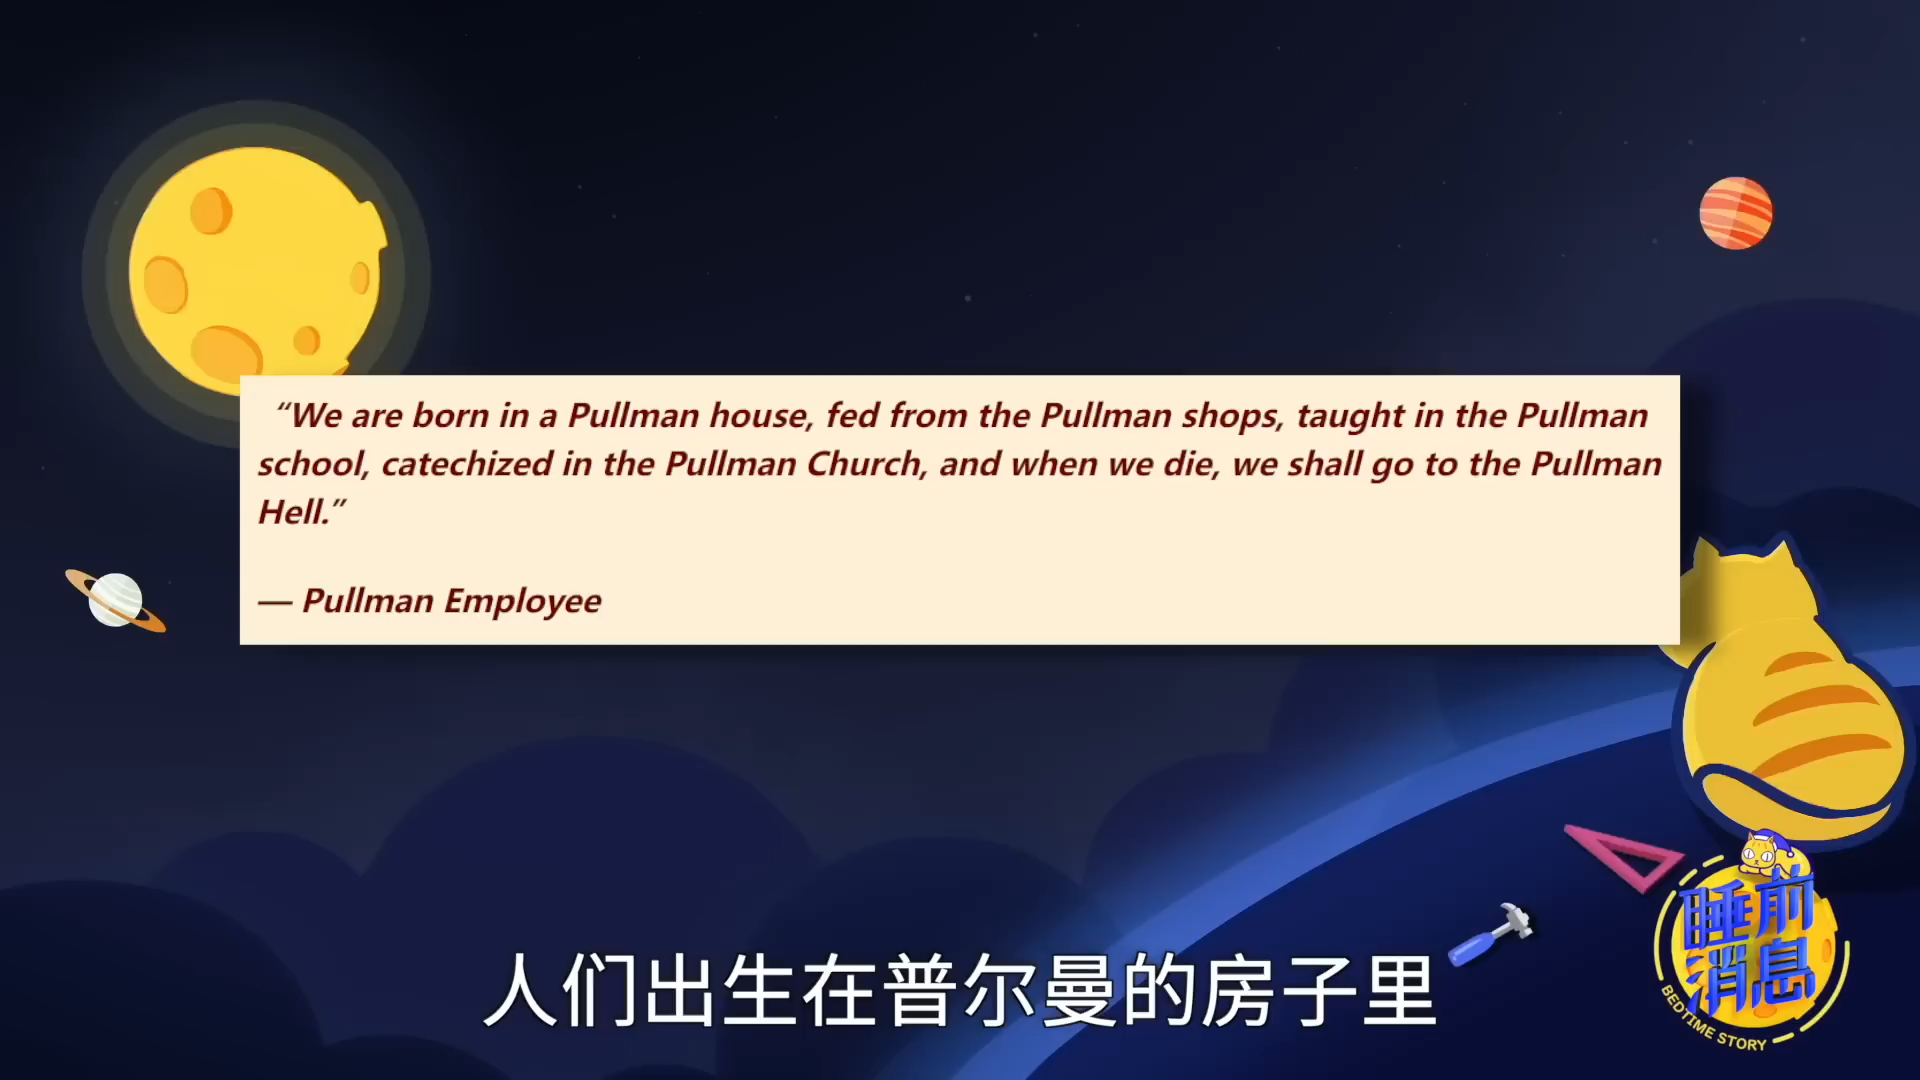 “We are born in a Pullman house, fed from the Pullman shops, taught in the Pullman
school, catechized in the Pullman Church, and when we die, we shall go to the Pullman
Hell.”
— Pullman Employee
人们出生在普尔曼的房子里
睡前
消息
BEDTIME STORY